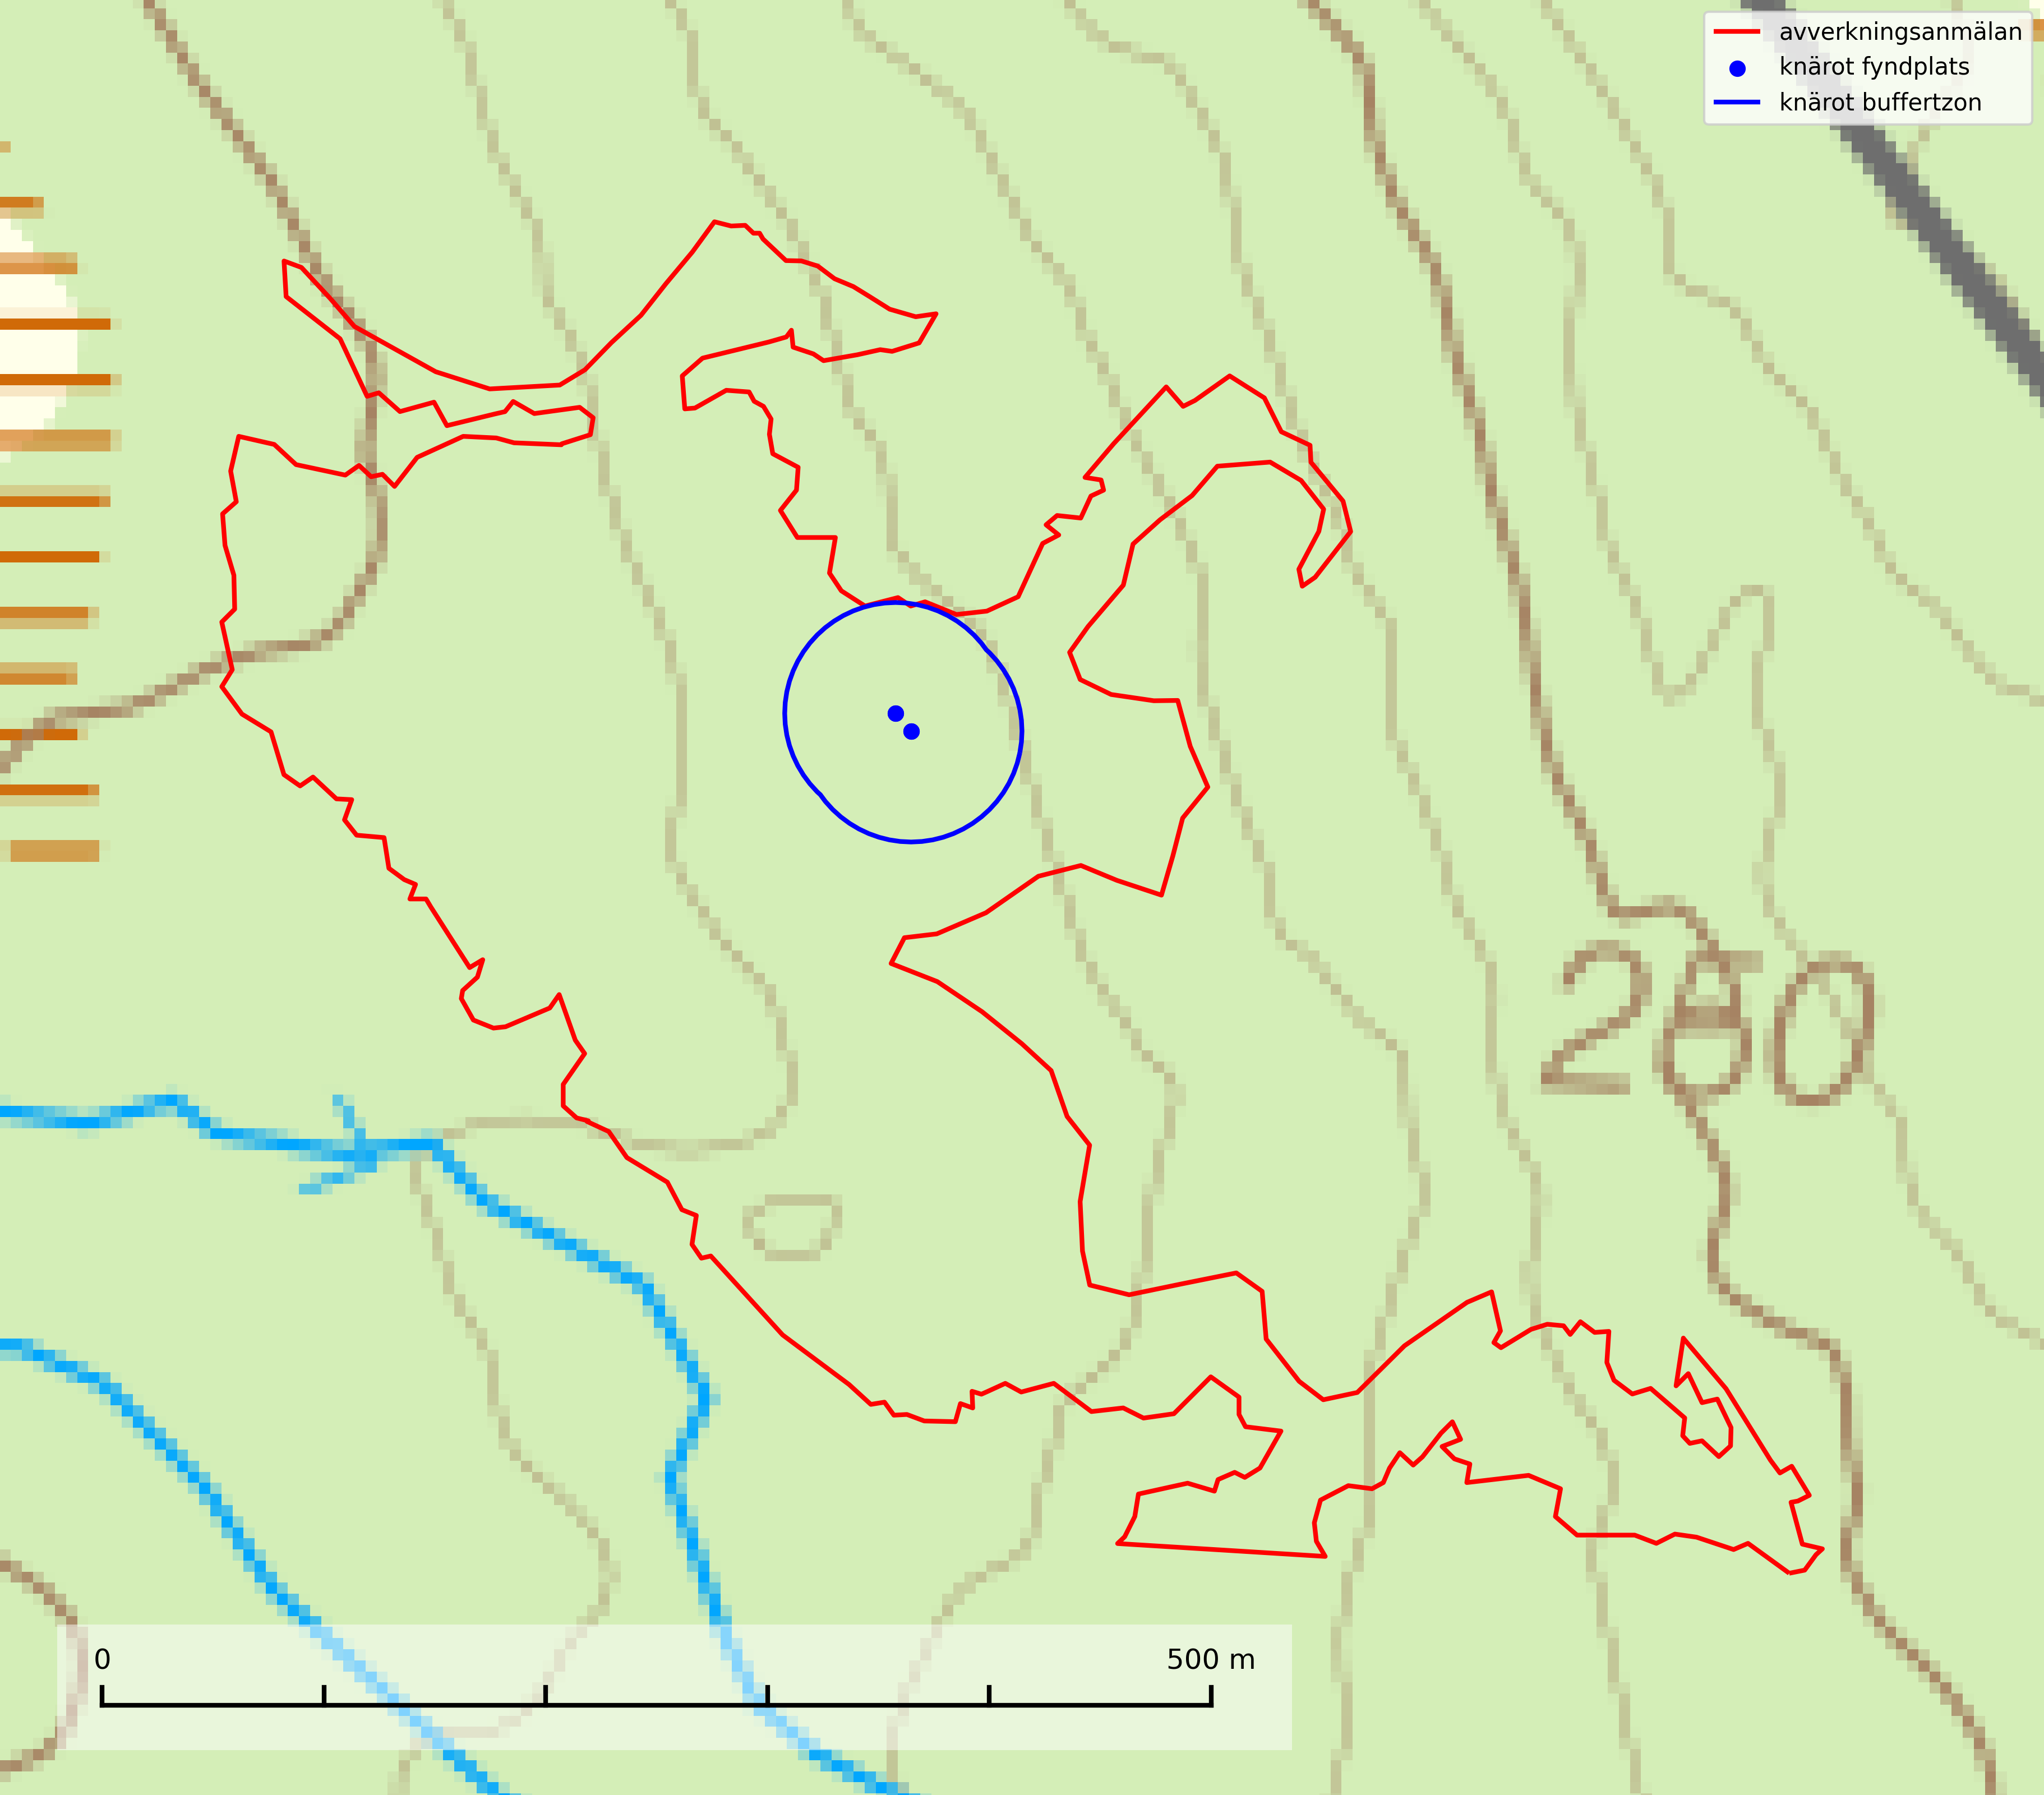 avverkningsanmälan
knärot fyndplats
knärot buffertzon
0 500 m